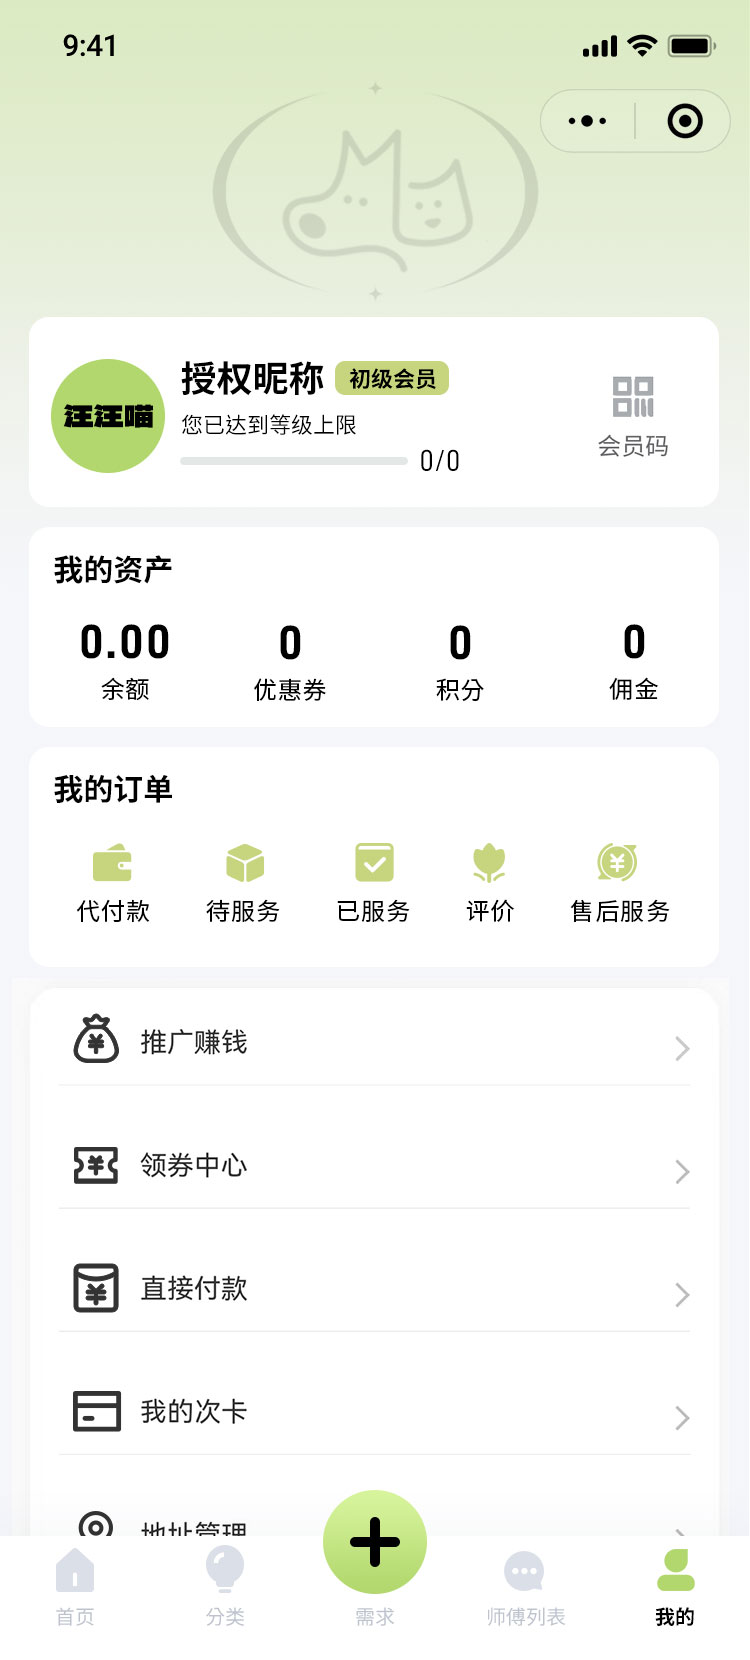 9:41
汪汪喵
授权昵称 初级会员
您已达到等级上限
0/0
会员码
我的资产
0.00 0 0 0
余额 优惠券 积分 佣金
我的订单
代付款 待服务 已服务 评价 售后服务
推广赚钱
领券中心
直接付款
我的次卡
地址管理
首页 分类 需求 师傅列表 我的